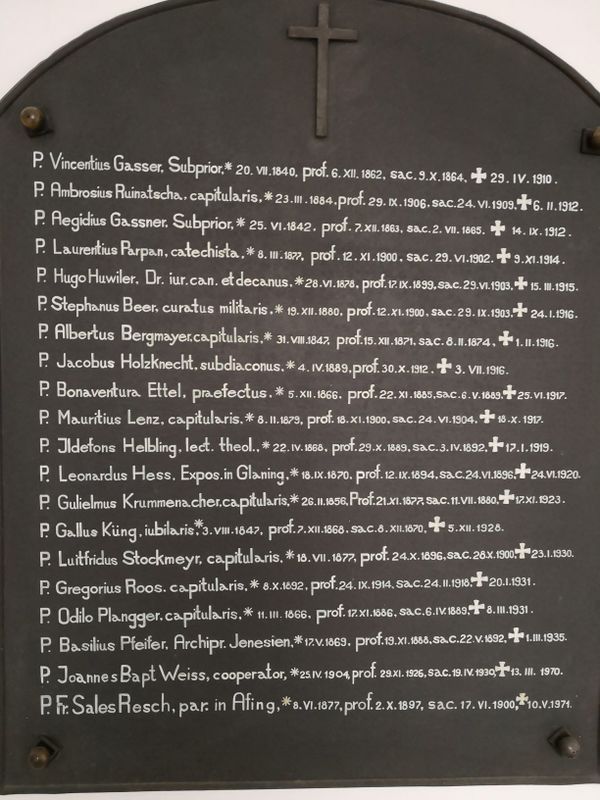 P. Vincentius Gasser, Subprior,* 20. VII.1840, prof. 6. XII. 1862, sac. 9. X. 1864, ✠ 29. IV. 1910.
P. Ambrosius Ruinatscha, capitularis,* 23. III. 1884, prof. 29. IX. 1906, sac. 24. VI. 1909, ✠ 6. II. 1912.
P. Aegidius Gassner, Subprior,* 25. VI. 1842. prof. 7. XII. 1863, sac. 2. VII. 1865. ✠ 14. IX. 1912.
P. Laurentius Parpan, catechista,* 8. III. 1877, prof. 12. XI. 1900, sac. 29. VI. 1902. ✠ 9. XI. 1914.
P. Hugo Huwiler, Dr. iur. can. et decanus,* 28. VI. 1878, prof. 17. IX. 1899, sac. 29. VI. 1903. ✠ 15. III. 1915.
P. Stephanus Beer, curatus militaris,* 19. XII. 1880, prof. 12. XI. 1900, sac. 29. IX. 1903. ✠ 24. I. 1916.
P. Albertus Bergmayer, capitularis,* 31. VIII. 1847, prof. 15. XII. 1871, sac. 8. II. 1874, ✠ 1. II. 1916.
P. Jacobus Holzknecht, subdiaconus,* 4. IV. 1889, prof. 30. X. 1912, ✠ 3. VII. 1916.
P. Bonaventura Ettel, praefectus,* 5. XII. 1866. prof. 22. XI. 1885, sac. 6. V. 1889, ✠ 25. VI. 1917.
P. Mauritius Lenz, capitularis,* 8. II. 1879, prof. 18. XI. 1900, sac. 24. VI. 1904. ✠ 18. X. 1917.
P. Ildefons Helbling, lect. theol.,* 22. IV. 1868, prof. 29. X. 1889, sac. 3. IV. 1892, ✠ 17. I. 1919.
P. Leonardus Hess, Expos. in Glaning,* 18. IX. 1870, prof. 12. IX. 1894, sac. 24. VI. 1896, ✠ 24. VI. 1920.
P. Gulielmus Krummenacher, capitularis,* 26. II. 1856, Prof. 21. XI. 1877, sac. 11. VII. 1880, ✠ 17. XI. 1923.
P. Gallus Küng, iubilaris,* 3. VIII. 1847, prof. 7. XII. 1868, sac. 8. XII. 1870, ✠ 5. XII. 1928.
P. Luitfridus Stockmeyr, capitularis,* 18. VII. 1877, prof. 24. X. 1896, sac. 28. X. 1900, ✠ 23. I. 1930.
P. Gregorius Roos, capitularis,* 8. X. 1892, prof. 24. IX. 1914, sac. 24. II. 1918, ✠ 20. I. 1931.
P. Odilo Plangger, capitularis,* 11. III. 1866, prof. 17. XI. 1886, sac. 6. IV. 1889, ✠ 8. III. 1931.
P. Basilius Pfeifer, Archipr. Jenesien,* 17. V. 1869, prof. 19. XI. 1888, sac. 22. V. 1892, ✠ 1. III. 1935.
P. Joannes Bapt Weiss, cooperator, * 25. IV. 1904, prof. 29. XI. 1926, sac. 19. IV. 1930, ✠ 13. III. 1970.
P. Fr. Sales Resch, par. in Afing,* 8. VI. 1877, prof. 2. X. 1897, sac. 17. VI. 1900, ✠ 10. V. 1971.